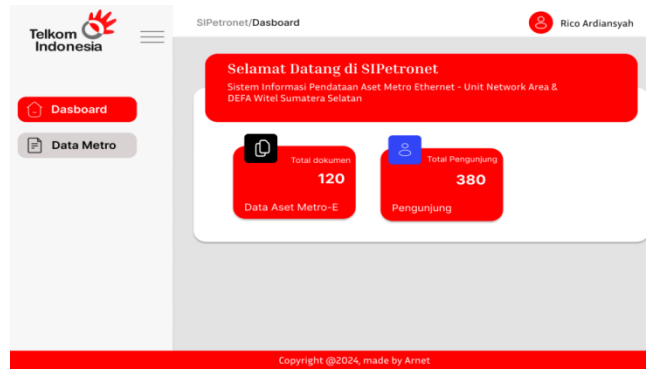 Telkom
Indonesia
SIPetronet/Dasboard
Rico Ardiansyah
Dasboard
Data Metro
Selamat Datang di SIPetronet
Sistem Informasi Pendataan Aset Metro Ethernet - Unit Network Area &
DEFA Witel Sumatera Selatan
Total dokumen
120
Data Aset Metro-E
Total Pengunjung
380
Pengunjung
Copyright @2024, made by Arnet